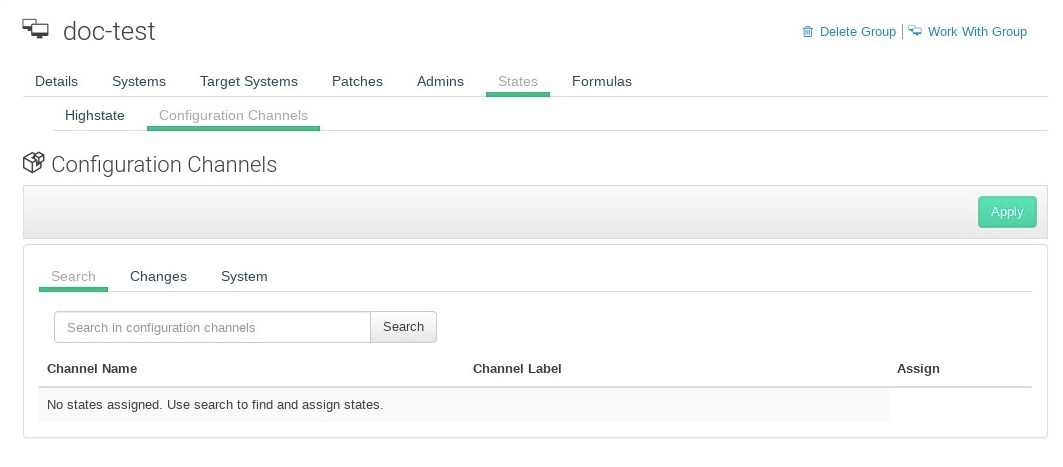 doc-test
Delete Group | Work With Group
Details Systems Target Systems Patches Admins States Formulas
Highstate Configuration Channels
Configuration Channels
Apply
Search Changes System
Search in configuration channels Search
Channel Name Channel Label Assign
No states assigned. Use search to find and assign states.